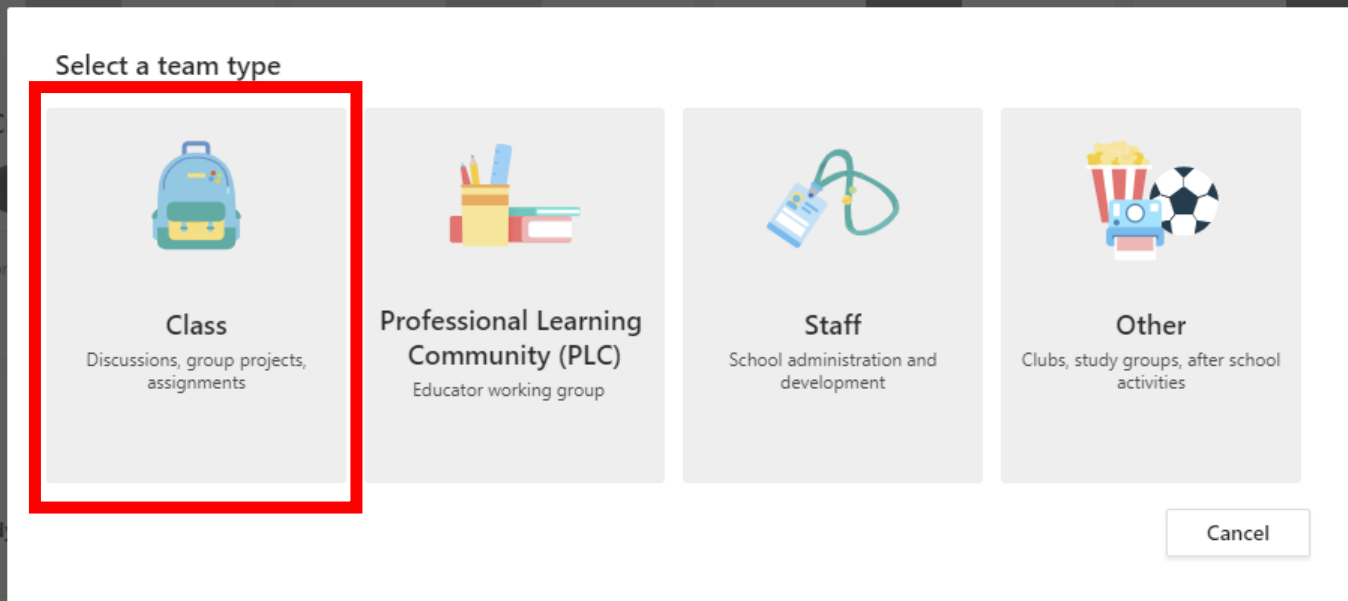 Select a team type
Class
Discussions, group projects,
assignments
Professional Learning
Community (PLC)
Educator working group
Staff
School administration and
development
Other
Clubs, study groups, after school
activities
Cancel